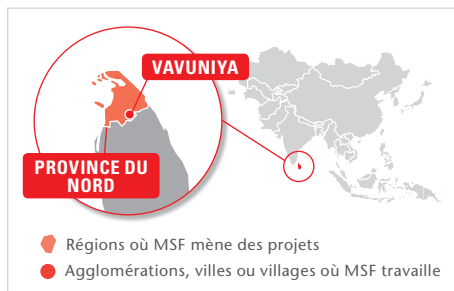 VAVUNIYA
PROVINCE DU
NORD
Régions où MSF mène des projets
Agglomérations, villes ou villages où MSF travaille